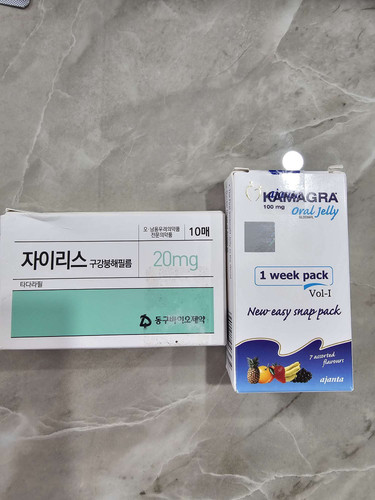 오·남용우려의약품
전문의약품
10매
자이리스 구강붕해필름
20mg
타다라필
동구바이오제약
ajanta
KAMAGRA
100 mg
Oral Jelly
1 week pack
Vol-I
New easy snap pack
7 assorted
flavours
ajanta